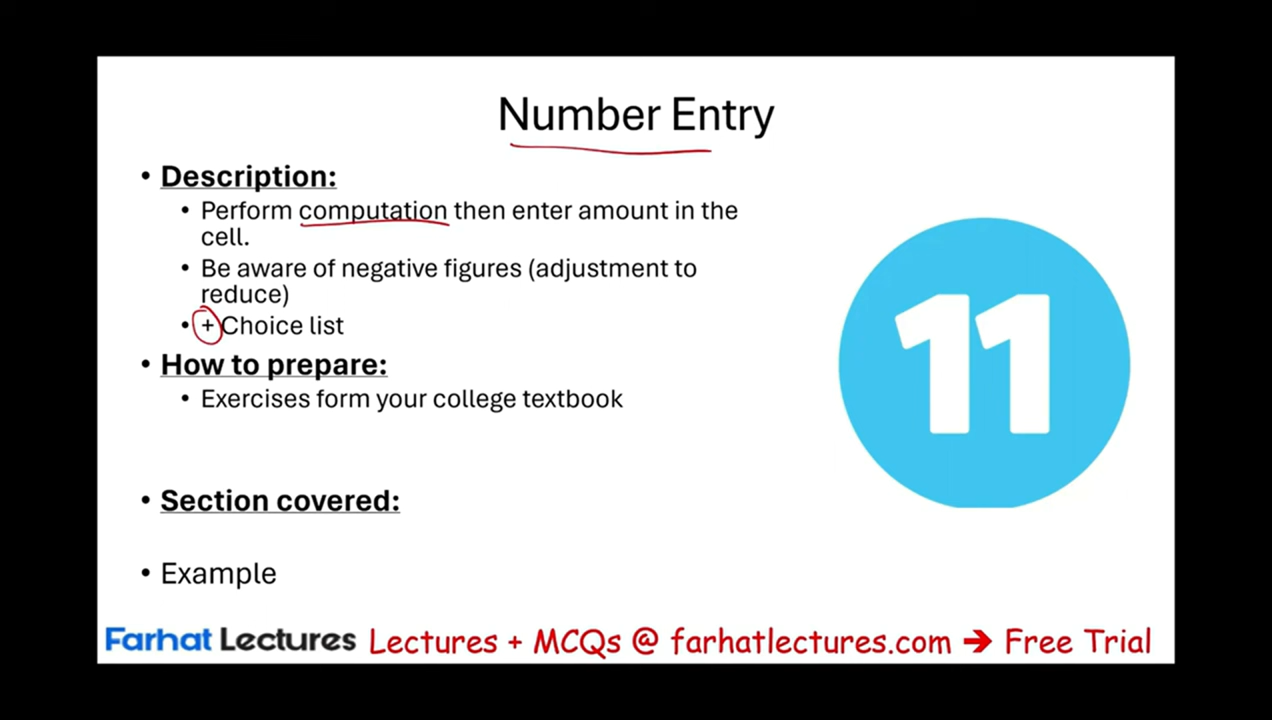 Number Entry
• Description:
• Perform computation then enter amount in the
cell.
• Be aware of negative figures (adjustment to
reduce)
• + Choice list
• How to prepare:
• Exercises form your college textbook
11
• Section covered:
• Example
Farhat Lectures Lectures + MCQs @ farhatlectures.com → Free Trial